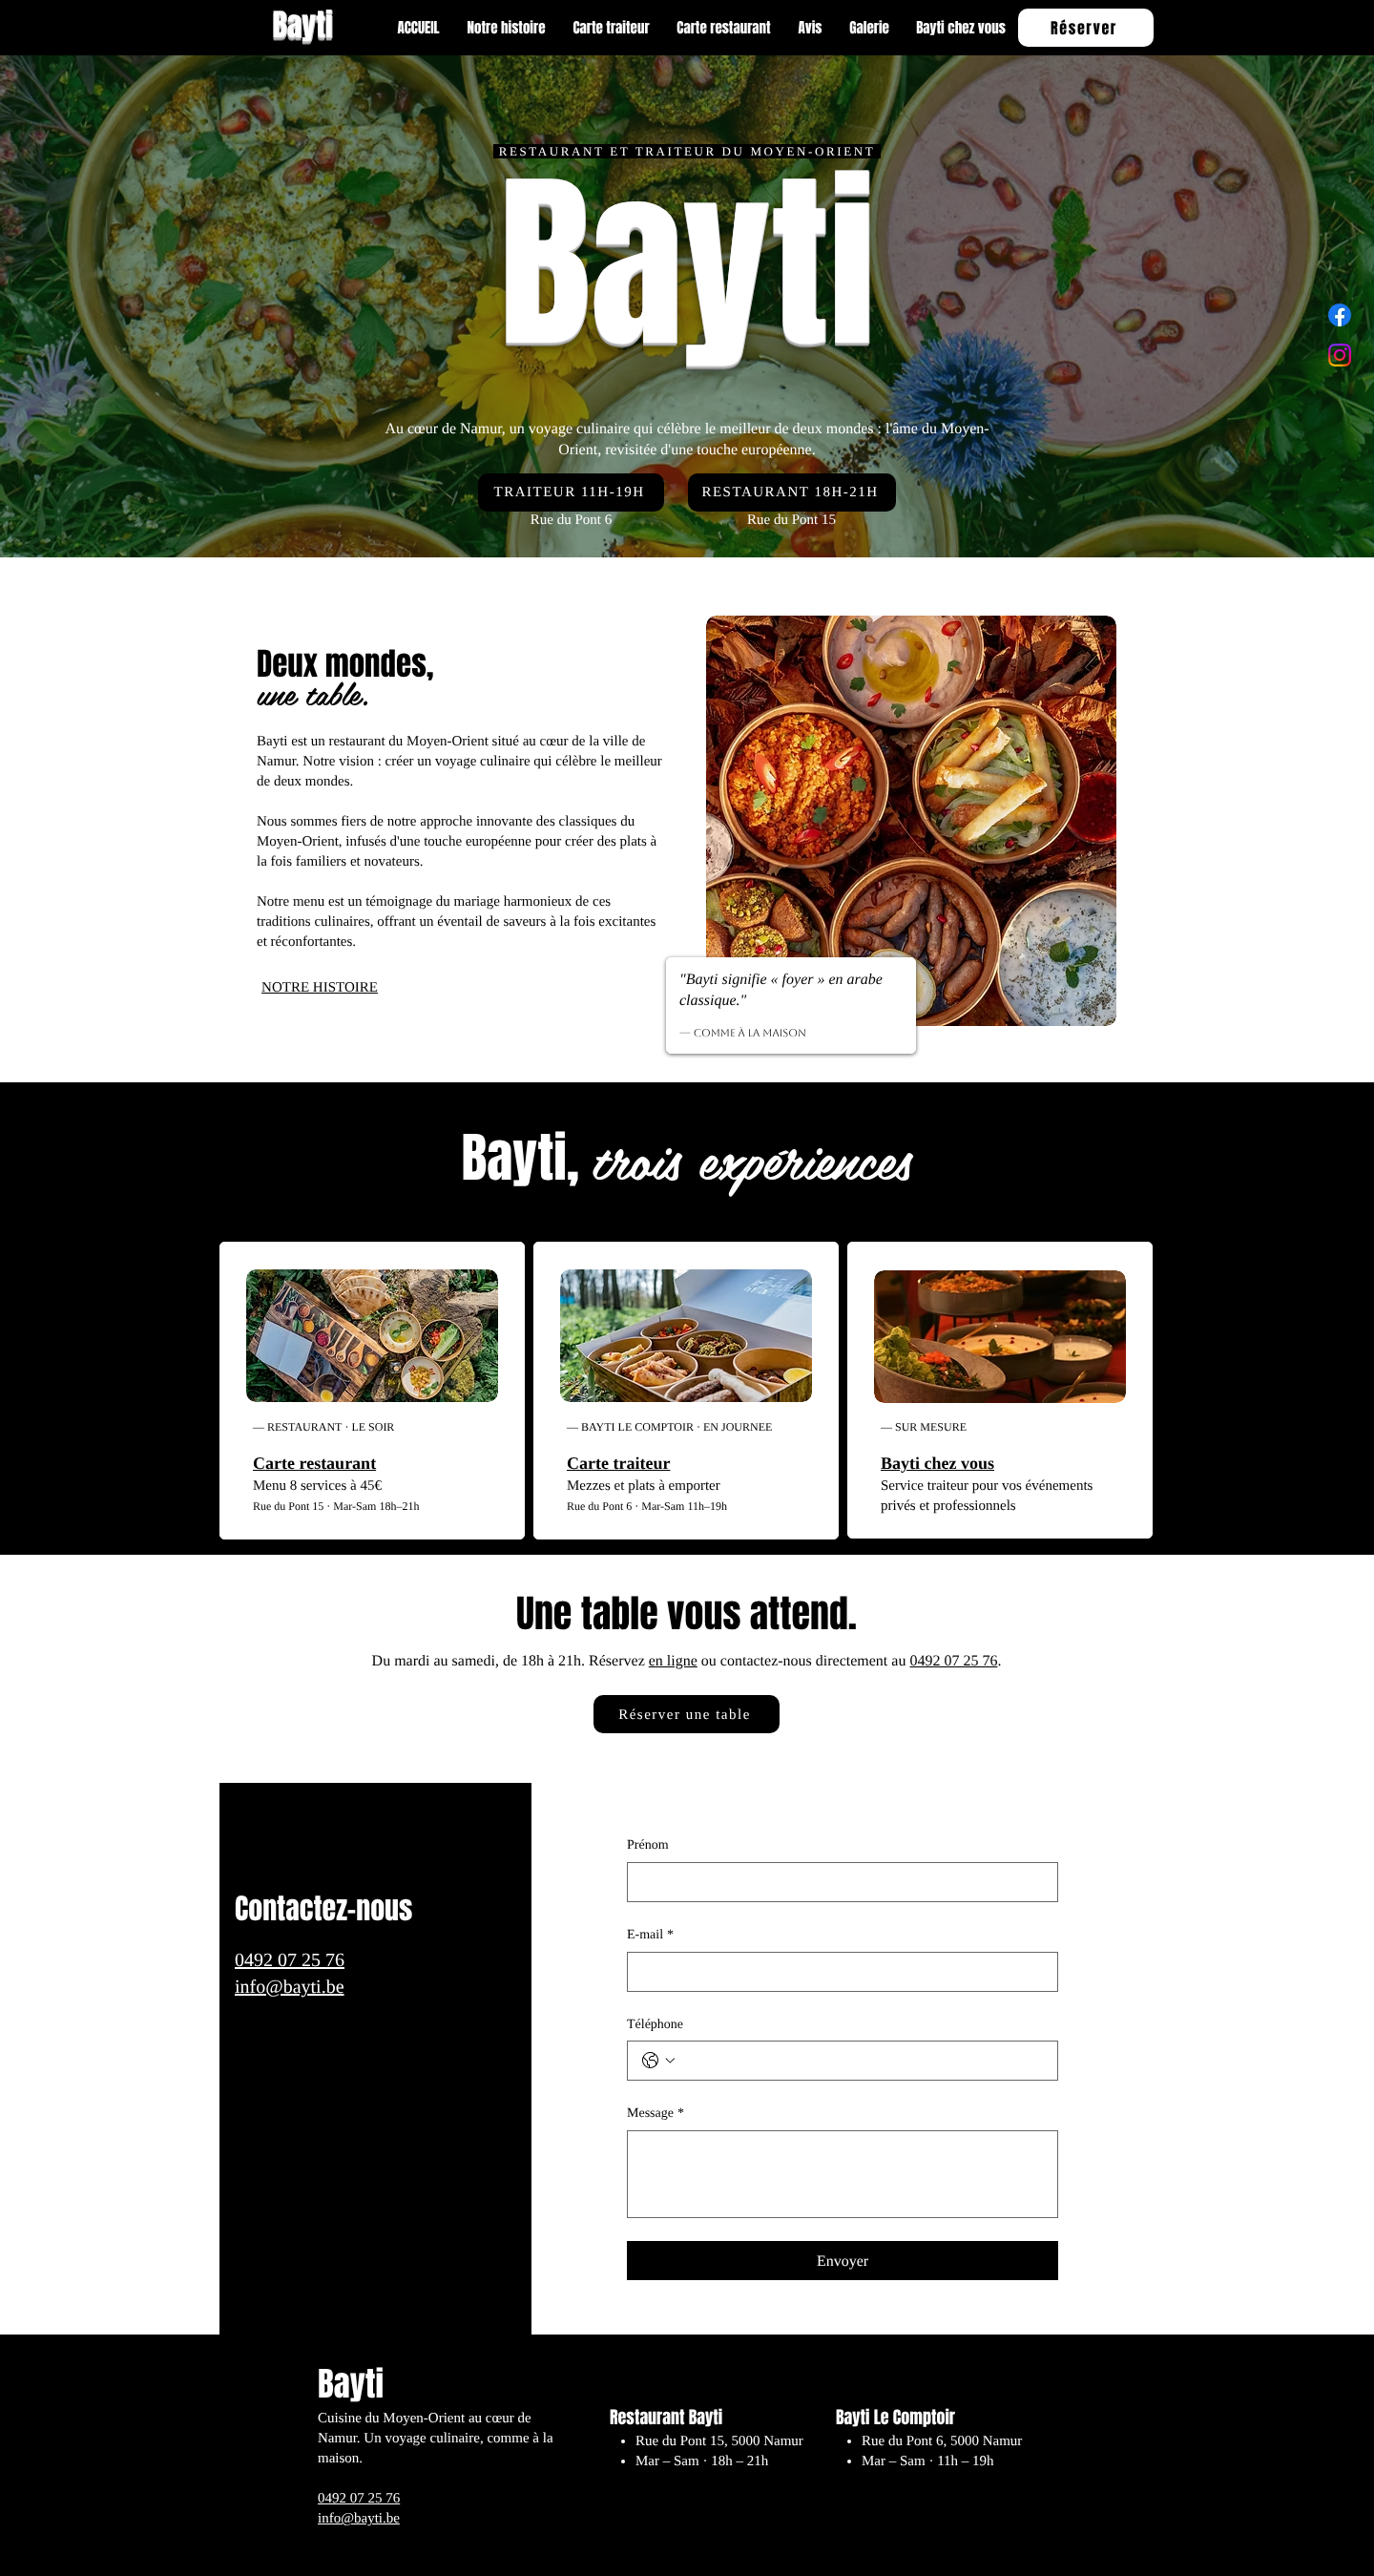 Bayti
ACCUEIL
Notre histoire
Carte traiteur
Carte restaurant
Avis
Galerie
Bayti chez vous
Réserver
RESTAURANT ET TRAITEUR DU MOYEN-ORIENT
Bayti
Au cœur de Namur, un voyage culinaire qui célèbre le meilleur de deux mondes : l'âme du Moyen-
Orient, revisitée d'une touche européenne.
TRAITEUR 11H-19H
RESTAURANT 18H-21H
Rue du Pont 6
Rue du Pont 15
Deux mondes,
une table.
Bayti est un restaurant du Moyen-Orient situé au cœur de la ville de
Namur. Notre vision : créer un voyage culinaire qui célèbre le meilleur
de deux mondes.
Nous sommes fiers de notre approche innovante des classiques du
Moyen-Orient, infusés d'une touche européenne pour créer des plats à
la fois familiers et novateurs.
Notre menu est un témoignage du mariage harmonieux de ces
traditions culinaires, offrant un éventail de saveurs à la fois excitantes
et réconfortantes.
NOTRE HISTOIRE
"Bayti signifie « foyer » en arabe
classique."
— COMME À LA MAISON
Bayti, trois expériences
— RESTAURANT · LE SOIR
Carte restaurant
Menu 8 services à 45€
Rue du Pont 15 · Mar-Sam 18h–21h
— BAYTI LE COMPTOIR · EN JOURNEE
Carte traiteur
Mezzes et plats à emporter
Rue du Pont 6 · Mar-Sam 11h–19h
— SUR MESURE
Bayti chez vous
Service traiteur pour vos événements
privés et professionnels
Une table vous attend.
Du mardi au samedi, de 18h à 21h. Réservez en ligne ou contactez-nous directement au 0492 07 25 76.
Réserver une table
Contactez-nous
0492 07 25 76
info@bayti.be
Prénom
E-mail *
Téléphone
Message *
Envoyer
Bayti
Cuisine du Moyen-Orient au cœur de
Namur. Un voyage culinaire, comme à la
maison.
0492 07 25 76
info@bayti.be
Restaurant Bayti
• Rue du Pont 15, 5000 Namur
• Mar – Sam · 18h – 21h
Bayti Le Comptoir
• Rue du Pont 6, 5000 Namur
• Mar – Sam · 11h – 19h